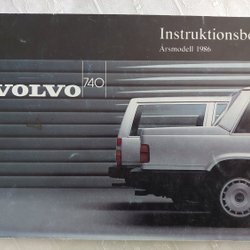 Instruktionsbo
Årsmodell 1986
VOLVO 740